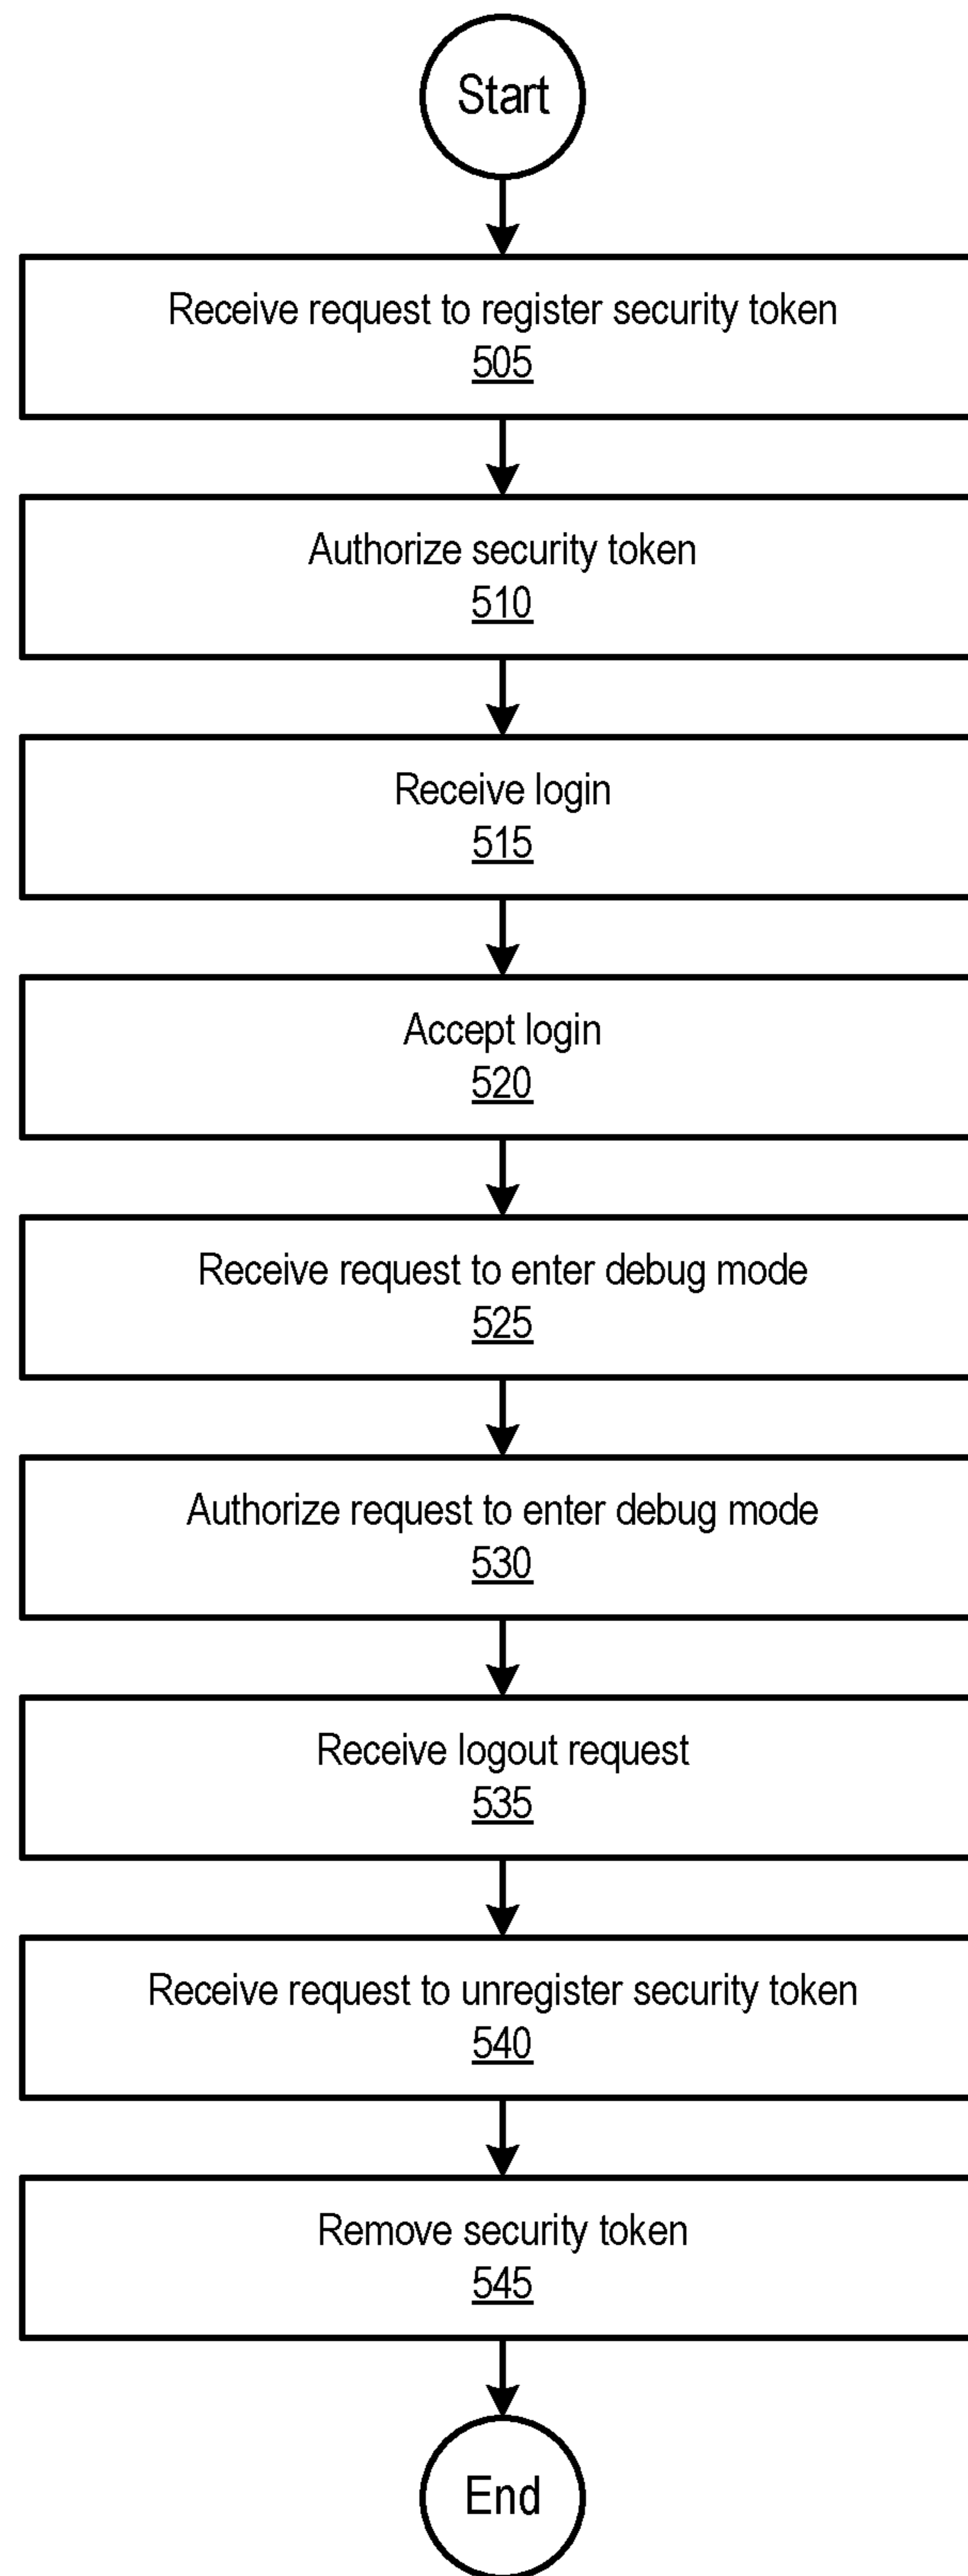 Start
Receive request to register security token
505
Authorize security token
510
Receive login
515
Accept login
520
Receive request to enter debug mode
525
Authorize request to enter debug mode
530
Receive logout request
535
Receive request to unregister security token
540
Remove security token
545
End